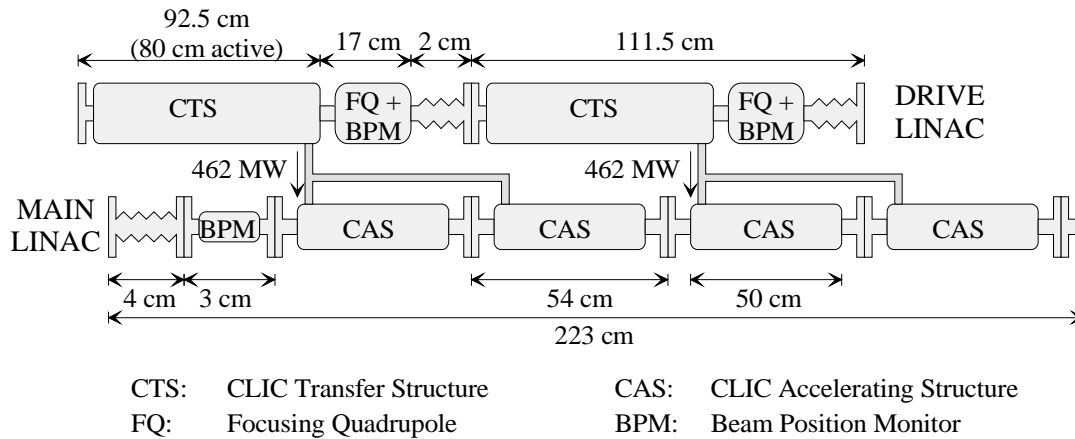 92.5 cm
(80 cm active)
17 cm
2 cm
111.5 cm
CTS
FQ +
BPM
CTS
FQ +
BPM
DRIVE
LINAC
462 MW
462 MW
MAIN
LINAC
BPM
CAS
CAS
CAS
CAS
4 cm
3 cm
54 cm
50 cm
223 cm
CTS: CLIC Transfer Structure
CAS: CLIC Accelerating Structure
FQ: Focusing Quadrupole
BPM: Beam Position Monitor